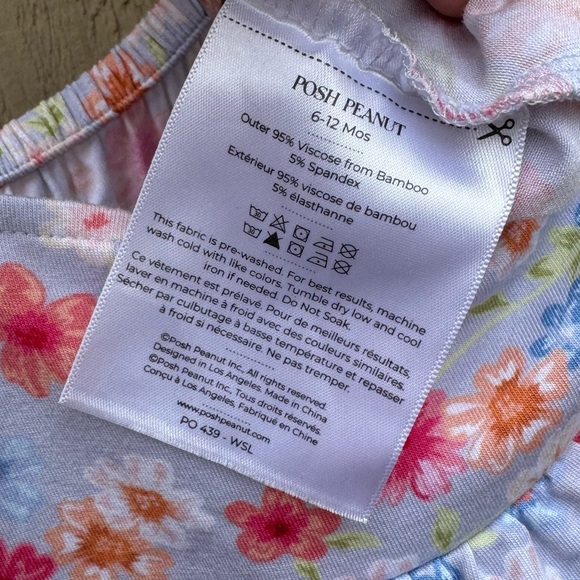 POSH PEANUT
6-12 Mos
Outer 95% Viscose from Bamboo
5% Spandex
Extérieur 95% viscose de bambou
5% élasthanne
This fabric is pre-washed. For best results, machine
wash cold with like colors. Tumble dry low and cool
iron if needed. Do Not Soak.
Ce vêtement est prélavé. Pour de meilleurs résultats,
laver en machine à froid avec des couleurs similaires.
Sécher par culbutage à basse température et repasser
à froid si nécessaire. Ne pas tremper.
©Posh Peanut Inc., All rights reserved.
Designed in Los Angeles. Made in China
©Posh Peanut Inc., Tous droits réservés.
Conçu à Los Angeles, Fabriqué en Chine
www.poshpeanut.com
PO 439 - WSL